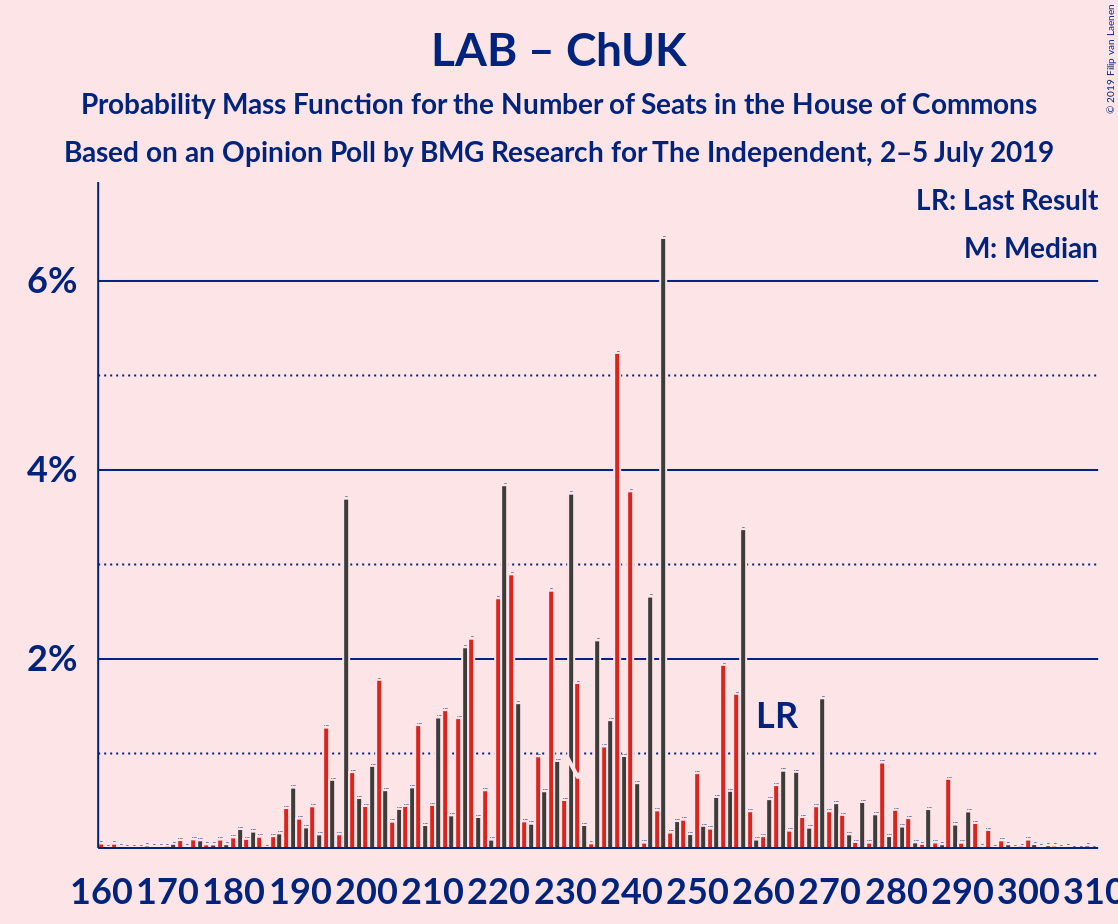 LAB – ChUK
Probability Mass Function for the Number of Seats in the House of Commons
Based on an Opinion Poll by BMG Research for The Independent, 2–5 July 2019
© 2019 Filip van Laenen
LR: Last Result
M: Median
6%
4%
2%
LR
160 170 180 190 200 210 220 230 240 250 260 270 280 290 300 310